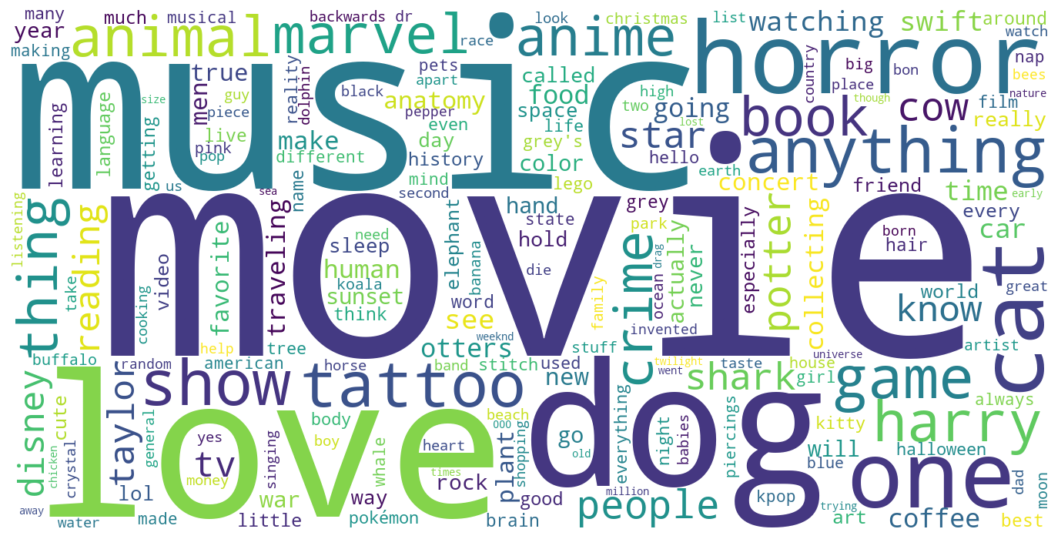 many
much
musical
backwards
dr
look
christmas
list
watching
swift
around
year
making
animal
marvel
race
anime
horror
watch
music
true
men
guy
piece
live
pink
pop
us
reality
dolphin
black
pets
apart
pepper
anatomy
even
day
grey's
called
food
space
two
life
high
going
star
color
make
different
history
mind
second
lego
hello
earth
book
cow
big
place
country
bon
though
film
really
nap
bees
nature
anything
learning
language
size
getting
name
sea
listening
thing
reading
take
cooking
video
favorite
traveling
movie
need
sleep
koala
human
sunset
think
elephant
banana
hand
state
hold
die
word
see
weeknd
otters
band
stitch
used
stuff
new
family
crime
grey
park
ocean
drag
actually
never
invented
lost
especially
concert
potter
collecting
friend
born
hair
time
every
car
early
know
world
great
artist
cat
buffalo
random
help
american
tree
horse
twilight
went
taste
house
universe
disney
cute
crystal
chicken
away
water
lol
made
taylor
general
show
tattoo
love
yes
tv
money
boy
war
little
singing
whale
body
pokémon
way
heart
times
rock
brain
beach
ooo
shopping
plant
good
go
old
dog
everything
night
million
babies
people
shark
girl
piercings
kpop
kitty
will
blue
trying
art
game
always
harry
halloween
one
coffee
dad
best
moon